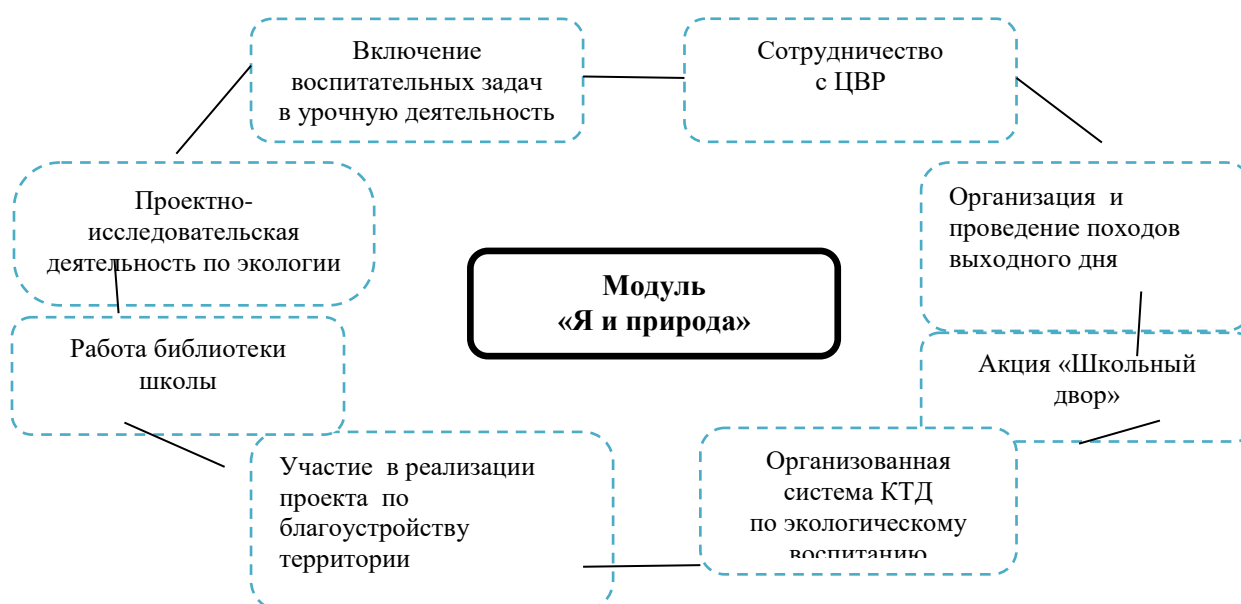 Включение
воспитательных задач
в урочную деятельность
Сотрудничество
с ЦВР
Проектно-
исследовательская
деятельность по экологии
Организация и
проведение походов
выходного дня
Модуль
«Я и природа»
Работа библиотеки
школы
Акция «Школьный
двор»
Участие в реализации
проекта по
благоустройству
территории
Организованная
система КТД
по экологическому
воспитанию